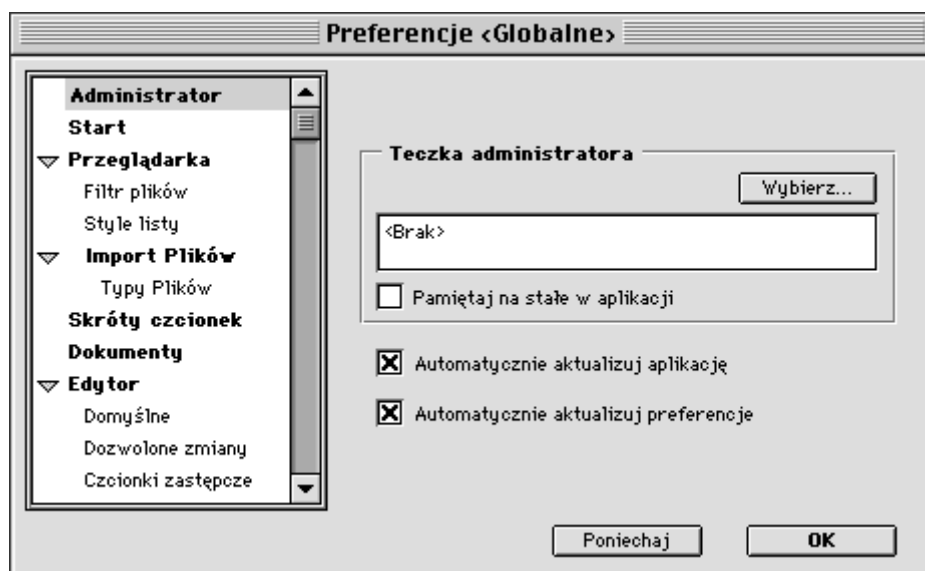 Preferencje <Globalne>
Administrator
Start
Przeglądarka
Filtr plików
Style listy
Import Plików
Typy Plików
Skróty czcionek
Dokumenty
Edytor
Domyślne
Dozwolone zmiany
Czcionki zastępcze
Teczka administratora
Wybierz...
<Brak>
Pamiętaj na stałe w aplikacji
Automatycznie aktualizuj aplikację
Automatycznie aktualizuj preferencje
Poniechaj
OK